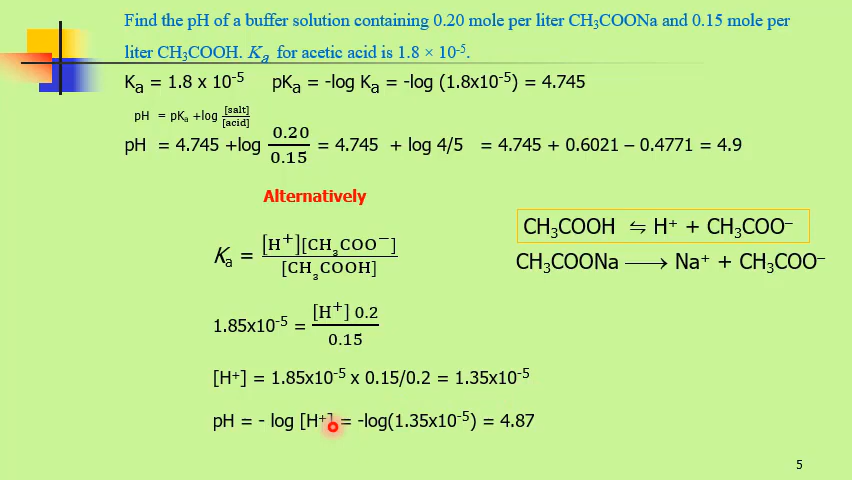 Find the pH of a buffer solution containing 0.20 mole per liter CH₃COONa and 0.15 mole per
liter CH₃COOH. Kₐ for acetic acid is 1.8 × 10⁻⁵.
Kₐ = 1.8 x 10⁻⁵ pKₐ = -log Kₐ = -log (1.8x10⁻⁵) = 4.745
pH = pKₐ +log [salt]/[acid]
pH = 4.745 +log 0.20/0.15 = 4.745 + log 4/5 = 4.745 + 0.6021 – 0.4771 = 4.9
Alternatively
CH₃COOH ⇋ H⁺ + CH₃COO⁻
Kₐ = [H⁺][CH₃COO⁻]/[CH₃COOH]
CH₃COONa ⟶ Na⁺ + CH₃COO⁻
1.85x10⁻⁵ = [H⁺] 0.2/0.15
[H⁺] = 1.85x10⁻⁵ x 0.15/0.2 = 1.35x10⁻⁵
pH = - log [H⁺] = -log(1.35x10⁻⁵) = 4.87
5